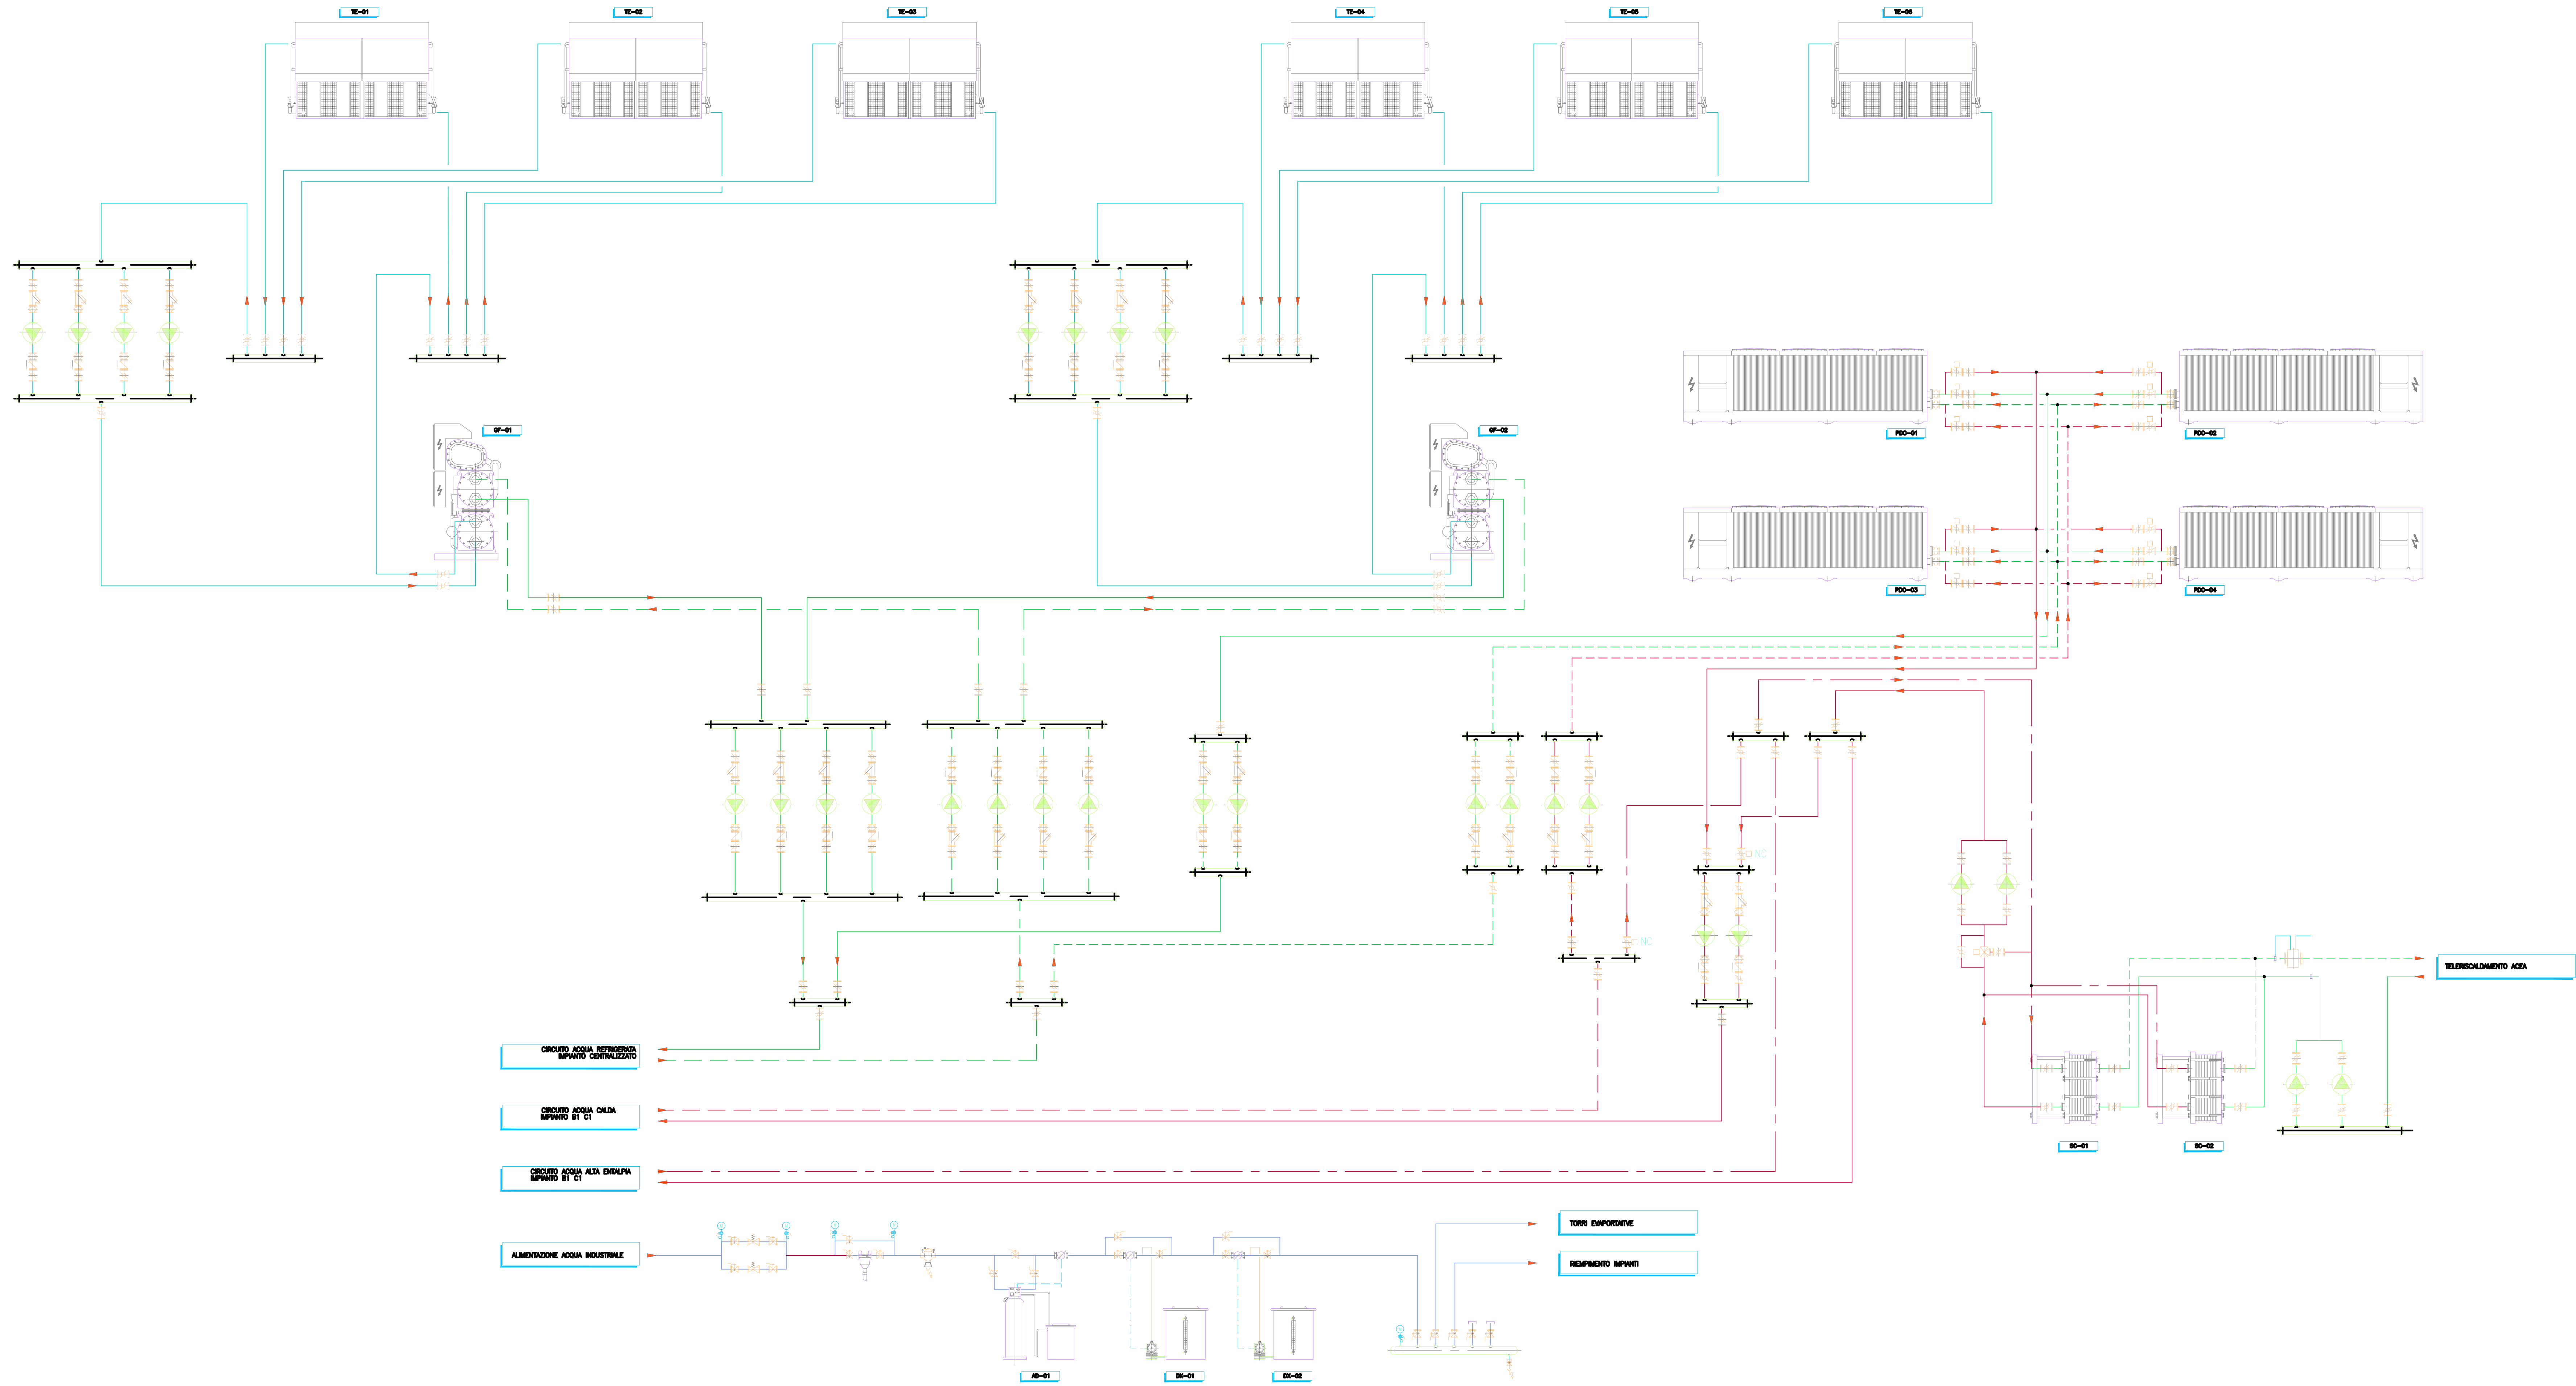 TE-01
TE-02
TE-03
TE-04
TE-05
TE-06
GF-01
GF-02
PDC-01
PDC-02
PDC-03
PDC-04
NC
NC
TELERISCALDAMENTO ACEA
CIRCUITO ACQUA REFRIGERATA
IMPIANTO CENTRALIZZATO
CIRCUITO ACQUA CALDA
IMPIANTO B1 C1
SC-01
SC-02
CIRCUITO ACQUA ALTA ENTALPIA
IMPIANTO B1 C1
TORRI EVAPORTAITVE
ALIMENTAZIONE ACQUA INDUSTRIALE
RIEMPIMENTO IMPIANTI
AD-01
DX-01
DX-02